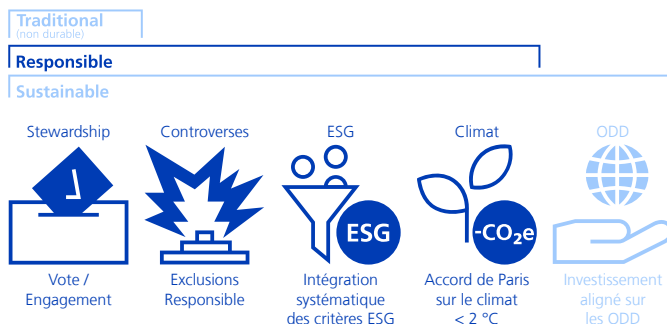 Traditional
(non durable)
Responsible
Sustainable
Stewardship
Controverses
ESG
Climat
ODD
ESG
-CO₂e
Vote /
Engagement
Exclusions
Responsible
Intégration
systématique
des critères ESG
Accord de Paris
sur le climat
< 2 °C
Investissement
aligné sur
les ODD